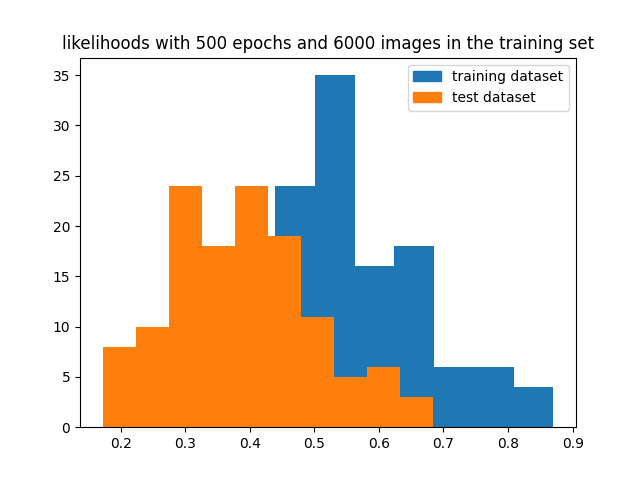 likelihoods with 500 epochs and 6000 images in the training set
training dataset
test dataset
35
30
25
20
15
10
5
0
0.2 0.3 0.4 0.5 0.6 0.7 0.8 0.9